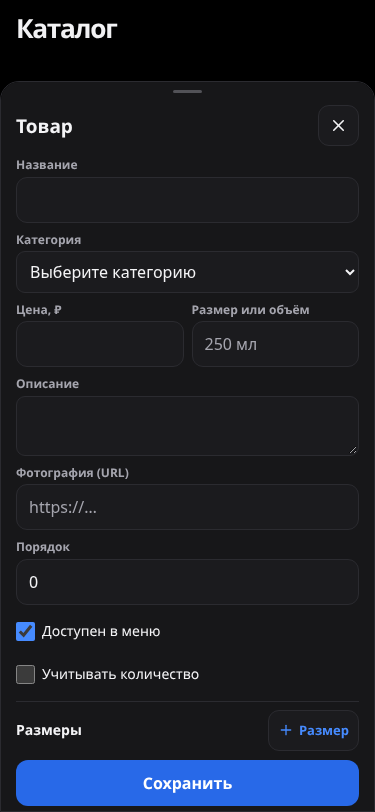 Каталог
Товар
Название
Категория
Выберите категорию
Цена, ₽ Размер или объём
250 мл
Описание
Фотография (URL)
https://...
Порядок
0
Доступен в меню
Учитывать количество
Размеры + Размер
Сохранить